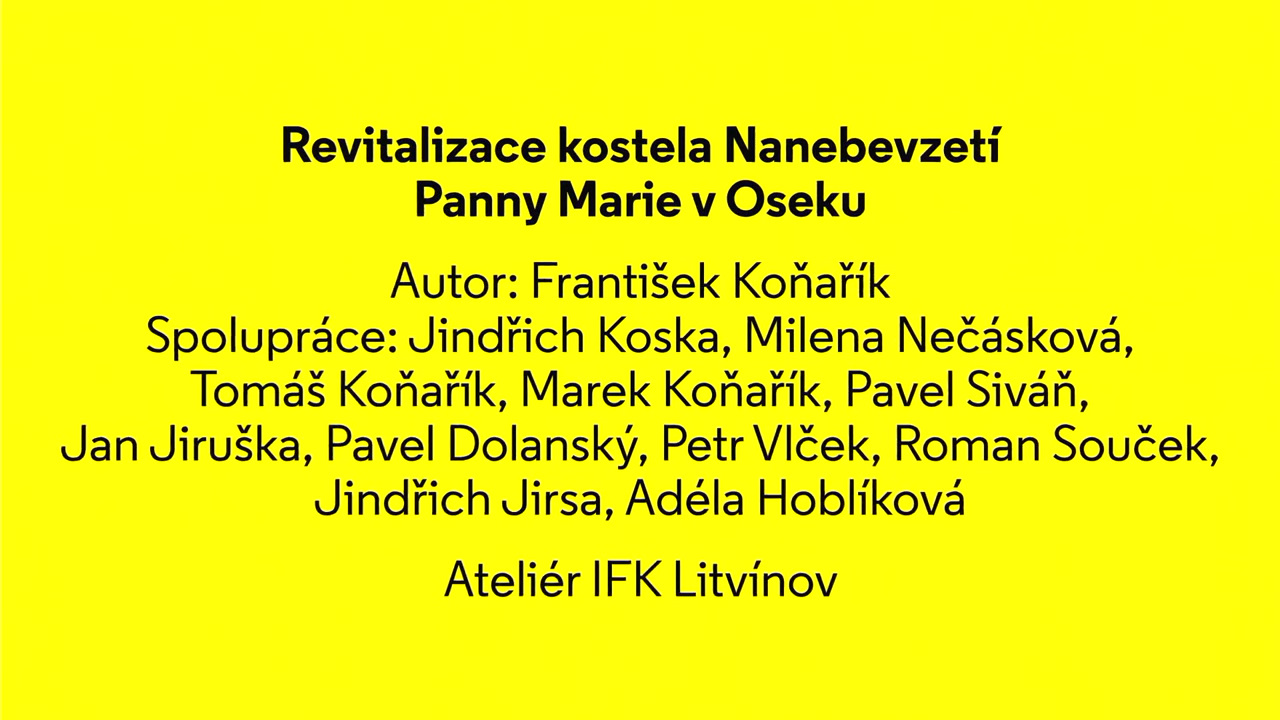 Revitalizace kostela Nanebevzetí
Panny Marie v Oseku
Autor: František Koňařík
Spolupráce: Jindřich Koska, Milena Nečásková,
Tomáš Koňařík, Marek Koňařík, Pavel Siváň,
Jan Jiruška, Pavel Dolanský, Petr Vlček, Roman Souček,
Jindřich Jirsa, Adéla Hoblíková
Ateliér IFK Litvínov